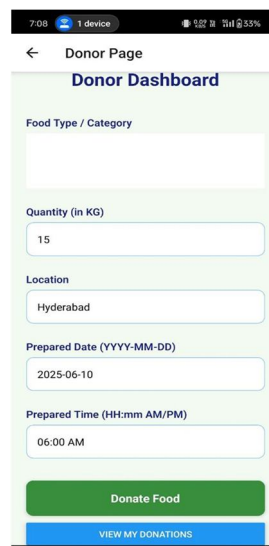 7:08 1 device 33%
← Donor Page
Donor Dashboard
Food Type / Category
Quantity (in KG)
15
Location
Hyderabad
Prepared Date (YYYY-MM-DD)
2025-06-10
Prepared Time (HH:mm AM/PM)
06:00 AM
Donate Food
VIEW MY DONATIONS